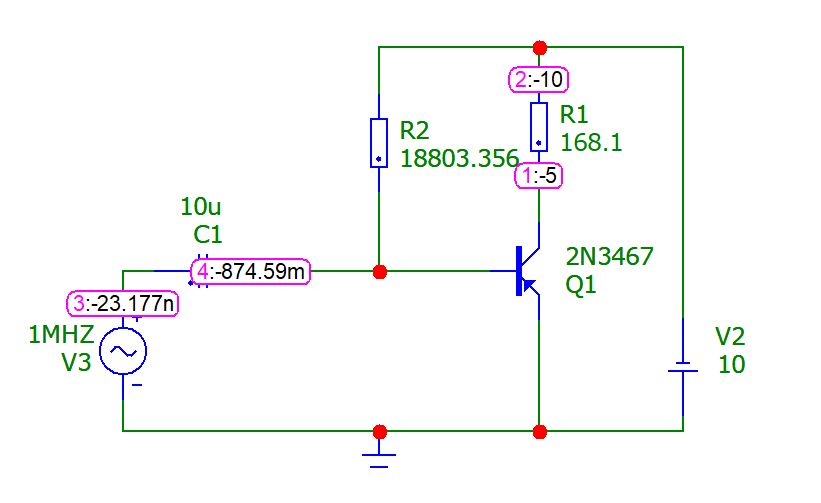 2:-10
R1
168.1
R2
18803.356
1:-5
10u
C1
4:-874.59m
2N3467
Q1
3:-23.177n
1MHZ
V3
V2
10